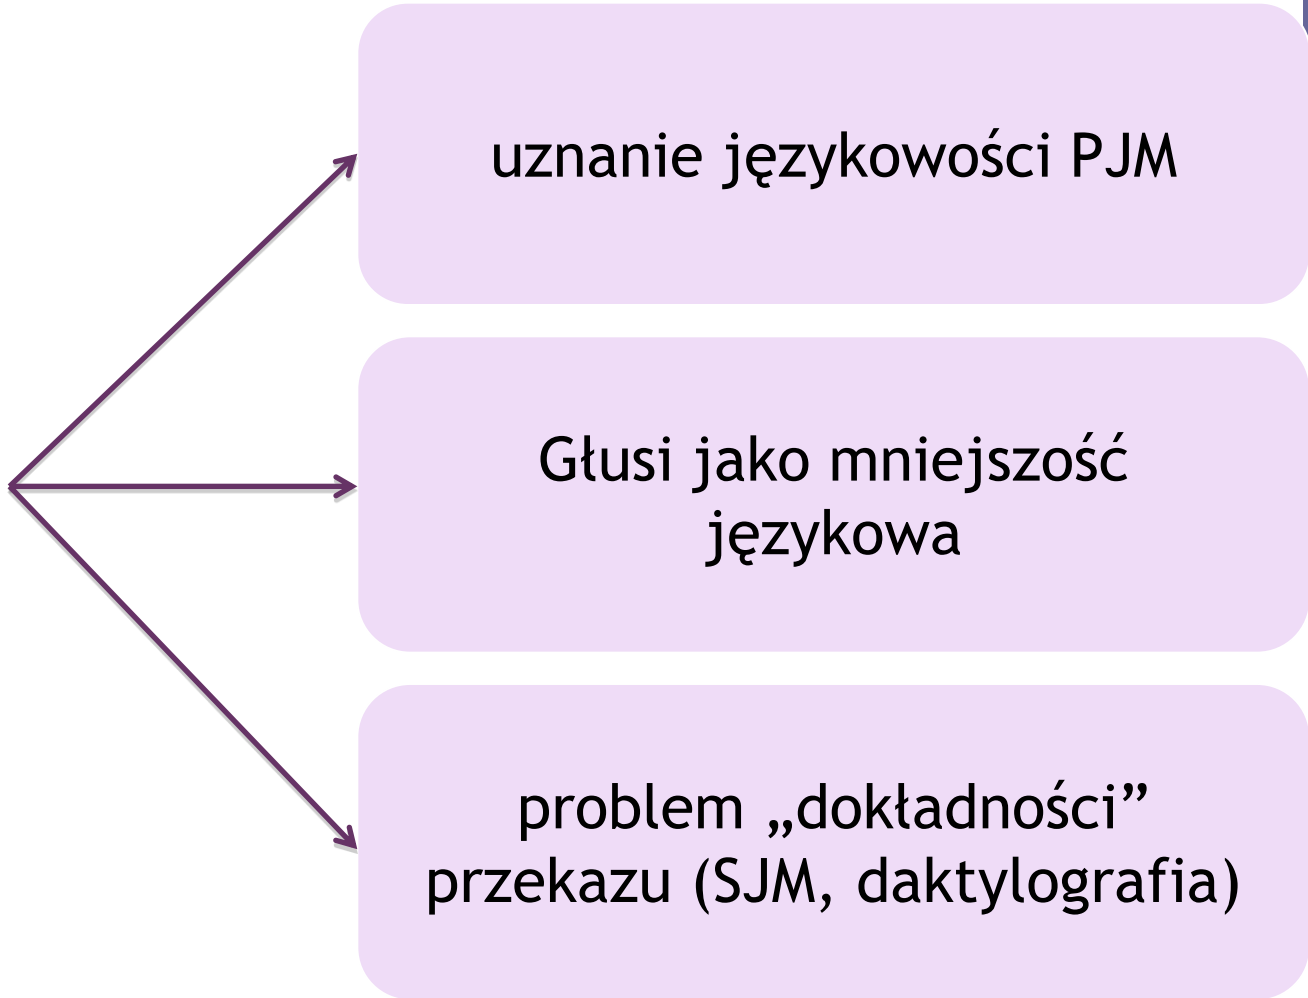 uznanie językowości PJM
Głusi jako mniejszość
językowa
problem „dokładności”
przekazu (SJM, daktylografia)